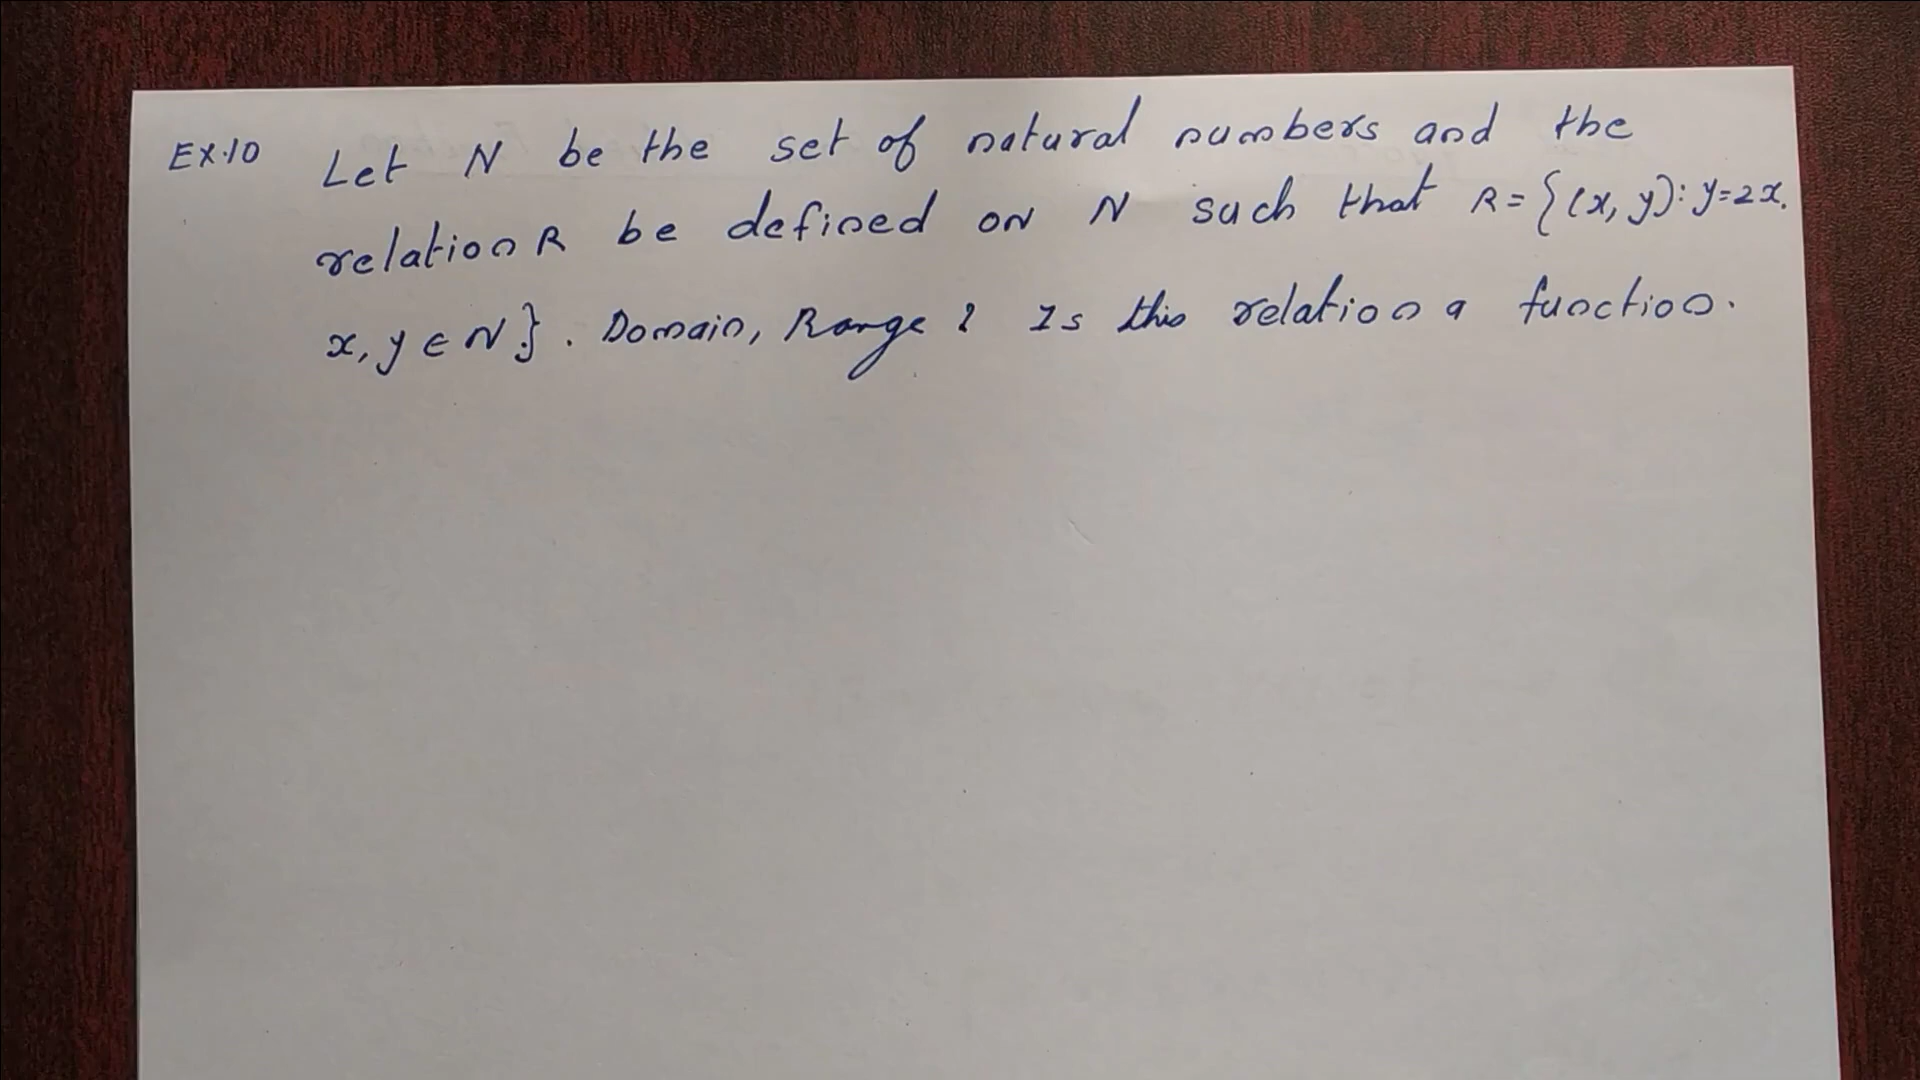 Ex.10 Let N be the set of natural numbers and the
relation R be defined on N such that R = {(x, y): y=2x,
x, y ∈ N}. Domain, Range ? Is this relation a function.